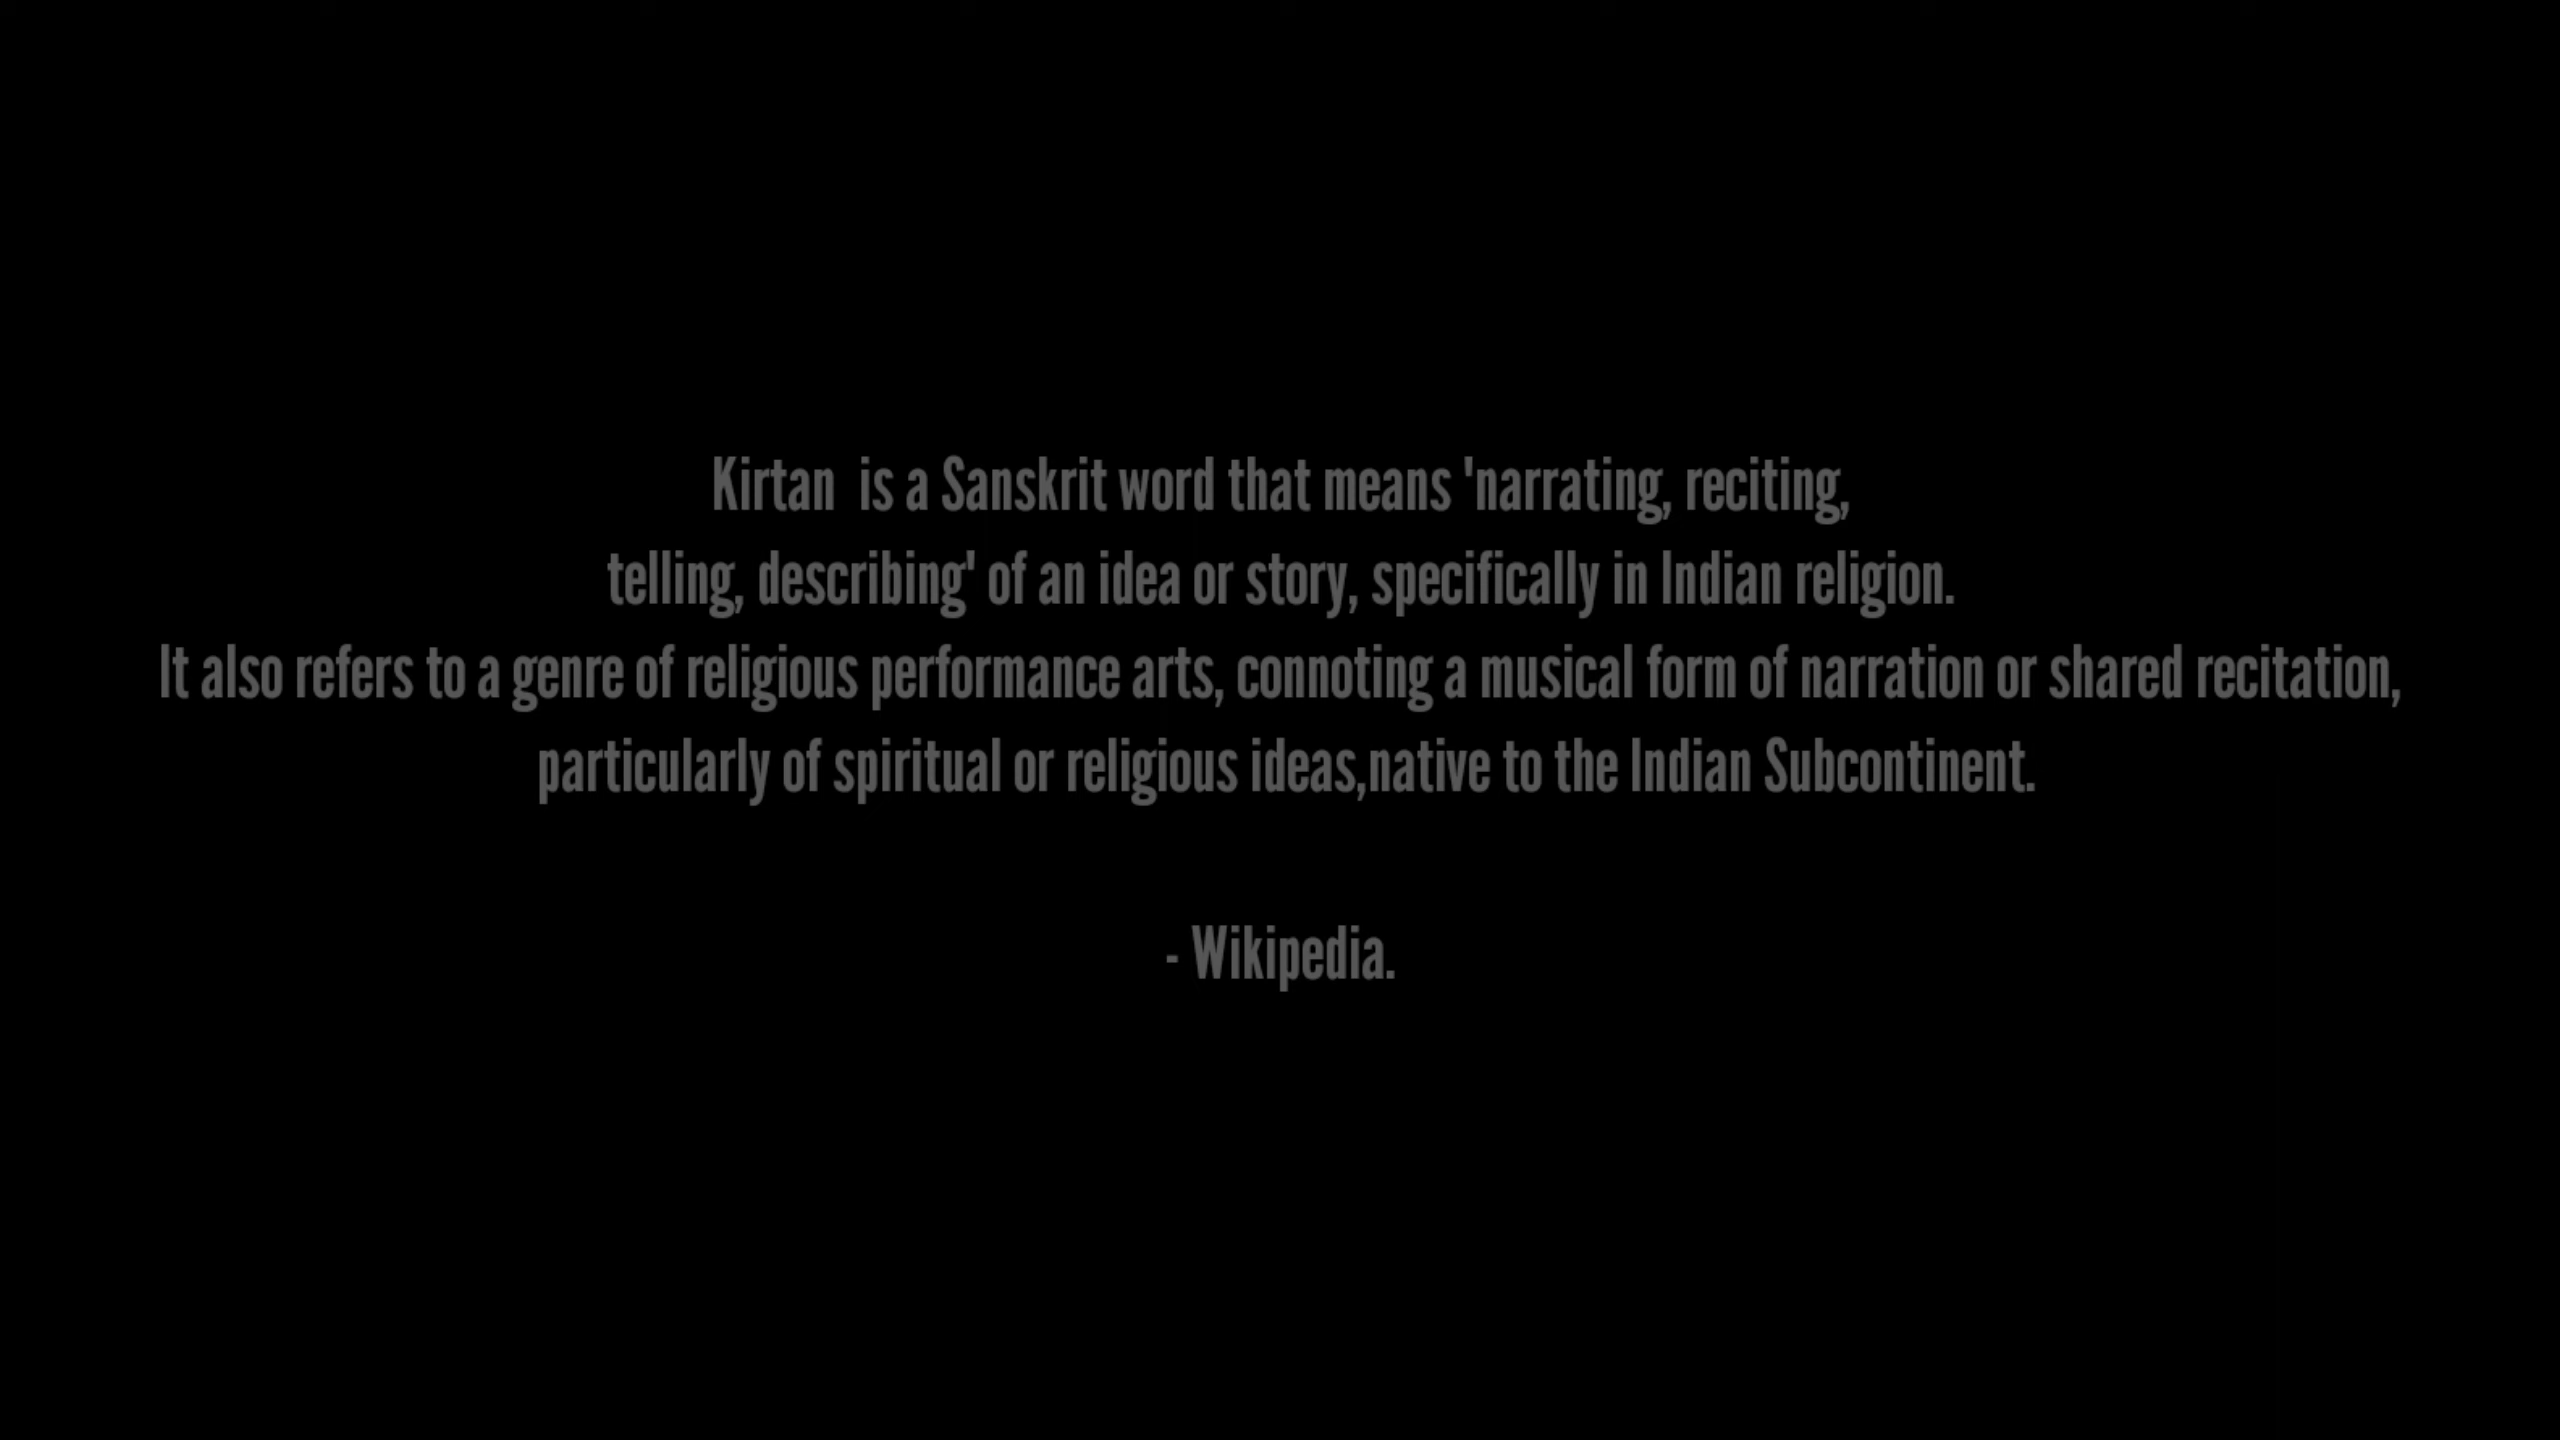 Kirtan  is a Sanskrit word that means 'narrating, reciting,
telling, describing' of an idea or story, specifically in Indian religion.
It also refers to a genre of religious performance arts, connoting a musical form of narration or shared recitation,
particularly of spiritual or religious ideas,native to the Indian Subcontinent.
- Wikipedia.